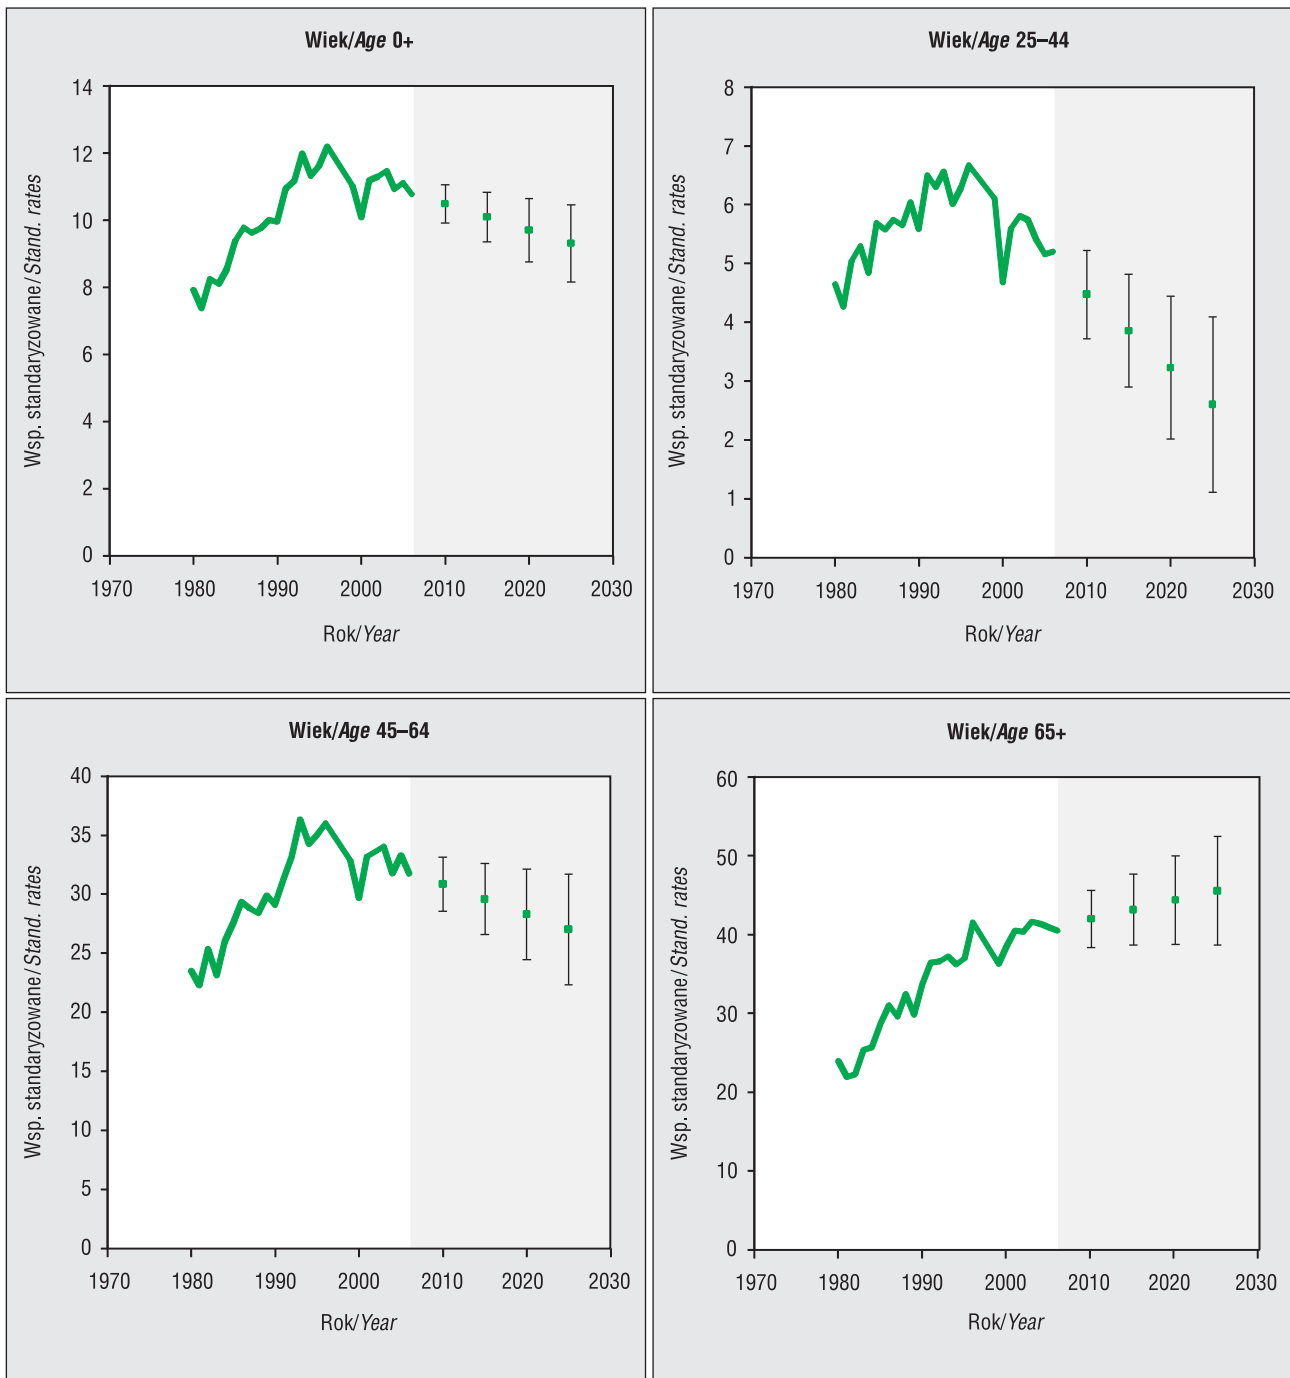 Wiek/Age 0+
Wsp. standaryzowane/Stand. rates
14
12
10
8
6
4
2
0
1970 1980 1990 2000 2010 2020 2030
Rok/Year
Wiek/Age 25–44
Wsp. standaryzowane/Stand. rates
8
7
6
5
4
3
2
1
0
1970 1980 1990 2000 2010 2020 2030
Rok/Year
Wiek/Age 45–64
Wsp. standaryzowane/Stand. rates
40
35
30
25
20
15
10
5
0
1970 1980 1990 2000 2010 2020 2030
Rok/Year
Wiek/Age 65+
Wsp. standaryzowane/Stand. rates
60
50
40
30
20
10
0
1970 1980 1990 2000 2010 2020 2030
Rok/Year